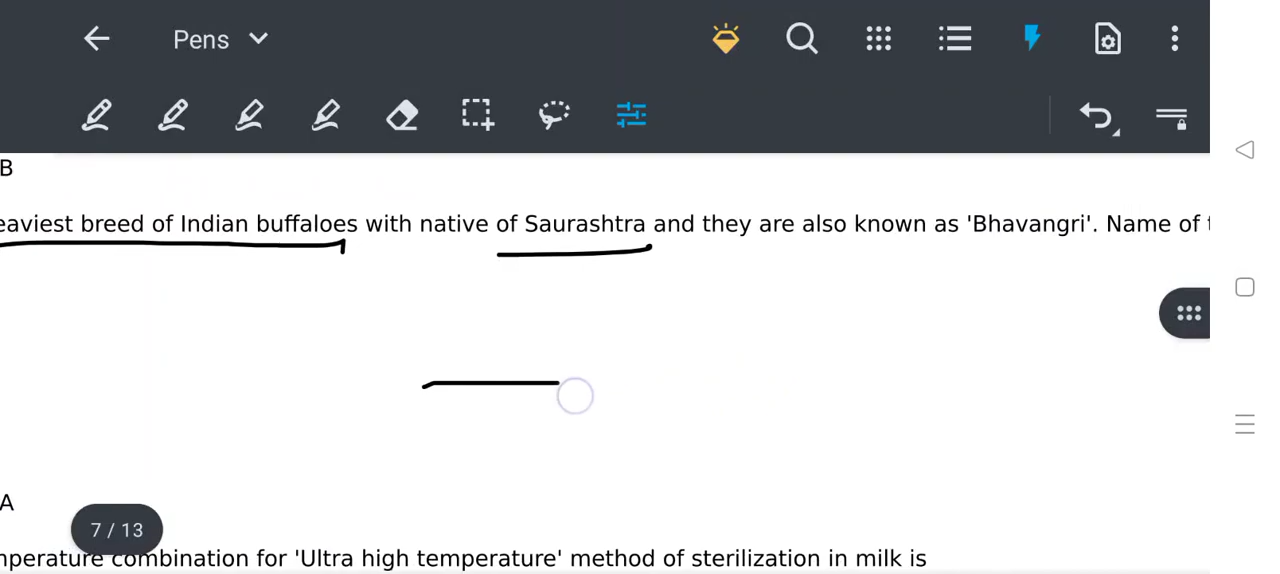 Pens
B
eaviest breed of Indian buffaloes with native of Saurashtra and they are also known as 'Bhavangri'. Name of t
A
7 / 13
mperature combination for 'Ultra high temperature' method of sterilization in milk is